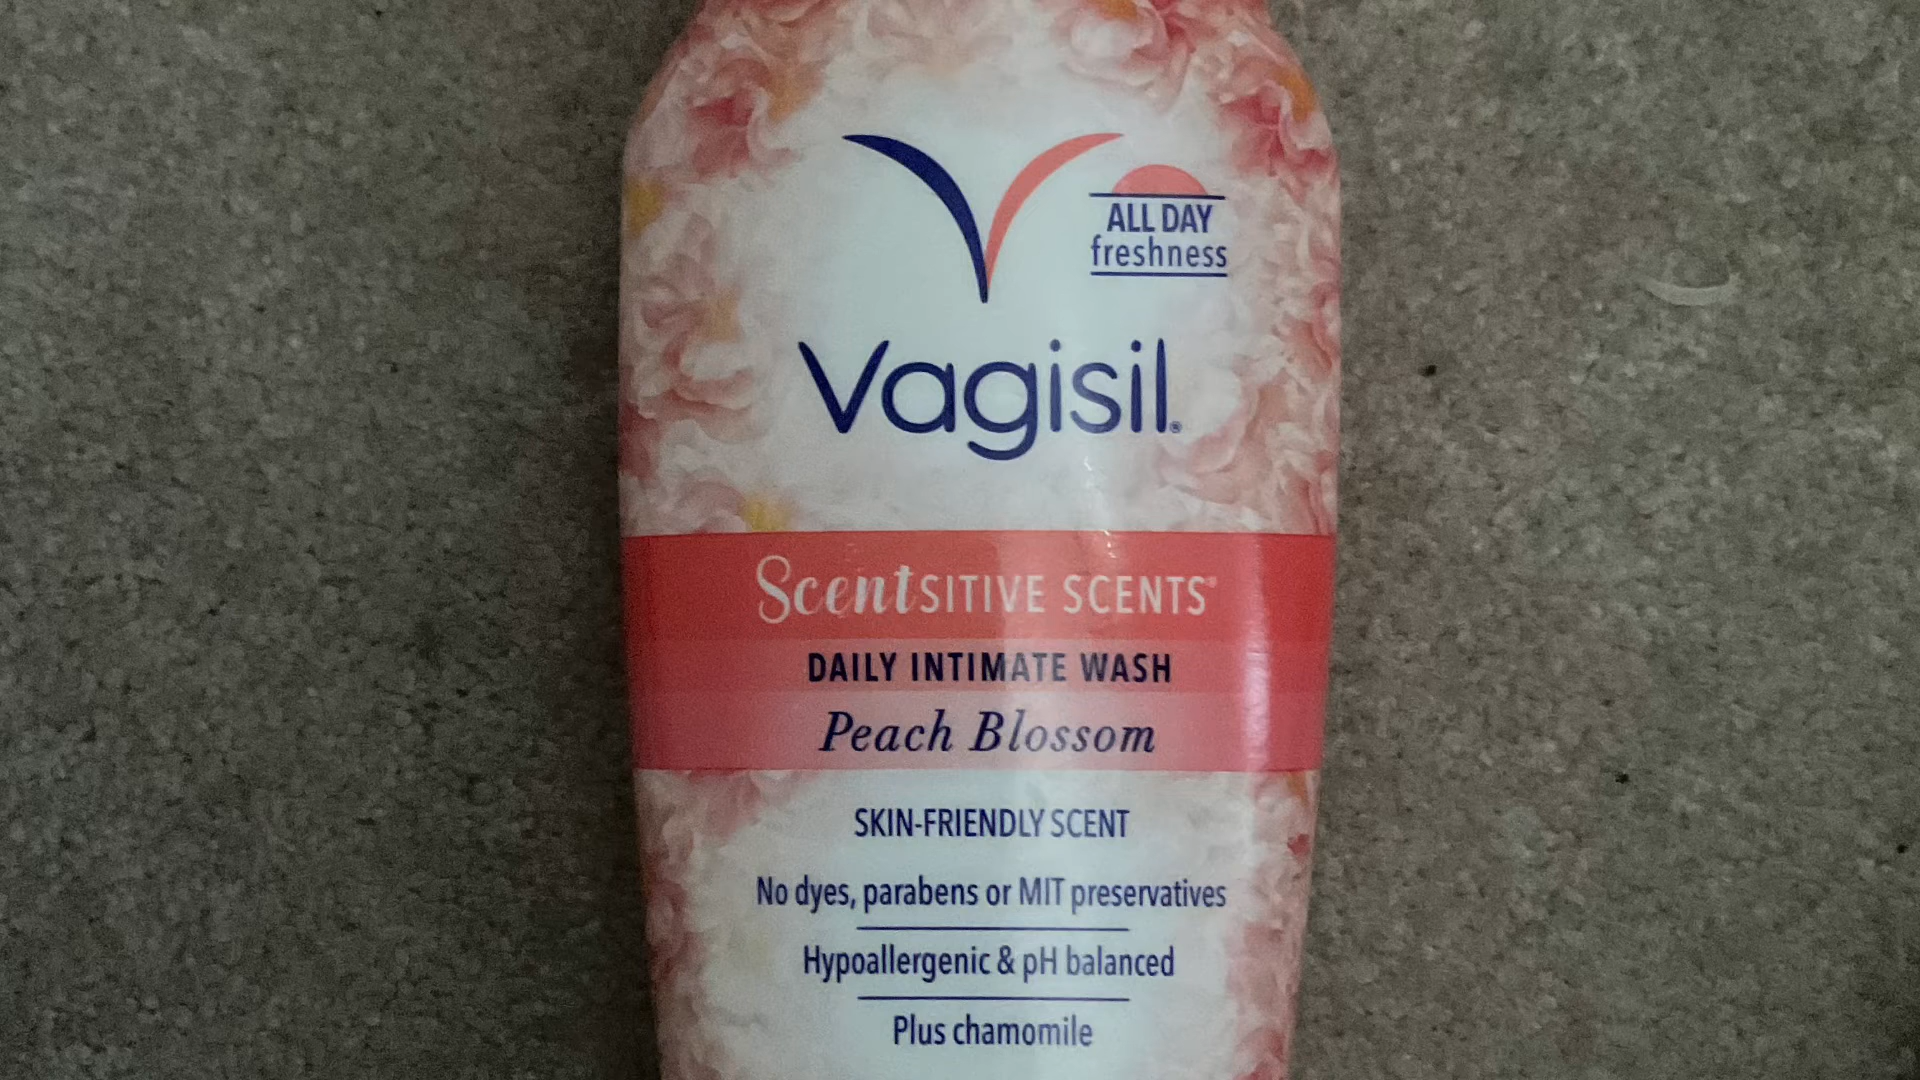 ALL DAY
freshness
Vagisil®
ScentSITIVE SCENTS®
DAILY INTIMATE WASH
Peach Blossom
SKIN-FRIENDLY SCENT
No dyes, parabens or MIT preservatives
Hypoallergenic & pH balanced
Plus chamomile